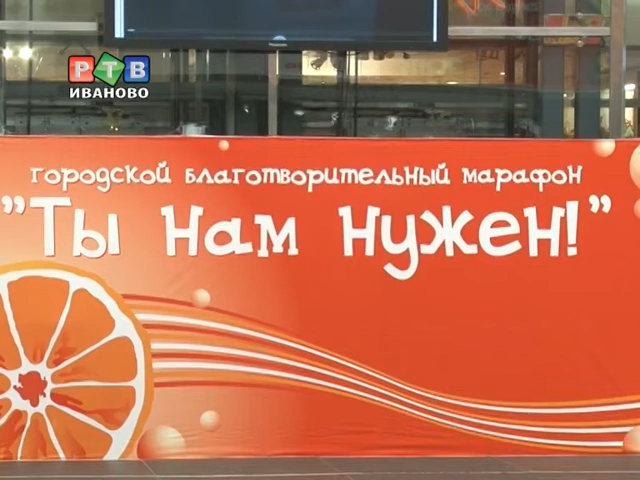 РТВ
ИВАНОВО
городской благотворительный марафон
"Ты нам нужен!"